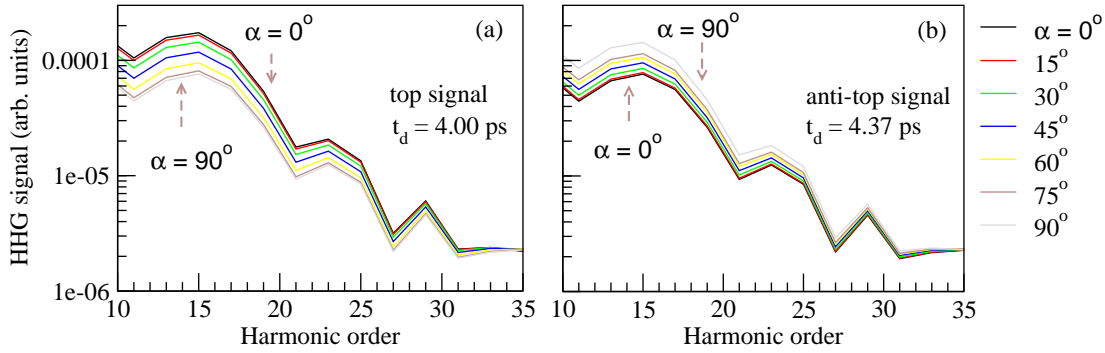 HHG signal (arb. units)
0.0001
1e-05
1e-06
(a)
α = 0°
top signal
t_d = 4.00 ps
α = 90°
10 15 20 25 30 35
Harmonic order
(b)
α = 90°
anti-top signal
t_d = 4.37 ps
α = 0°
10 15 20 25 30 35
Harmonic order
α = 0°
15°
30°
45°
60°
75°
90°